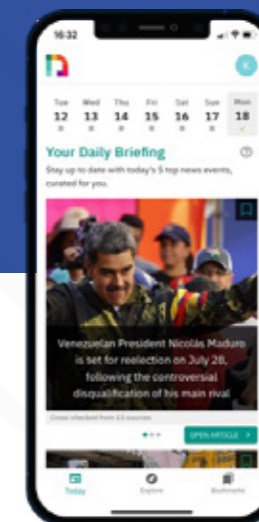 16:32
K
Tue Wed Thu Fri Sat Sun Mon
12 13 14 15 16 17 18
Your Daily Briefing
Stay up to date with today's 5 top news events,
curated for you.
Venezuelan President Nicolás Maduro
is set for reelection on July 28,
following the controversial
disqualification of his main rival
Cross-checked from 13 sources
OPEN ARTICLE >
Today Explore Bookmarks